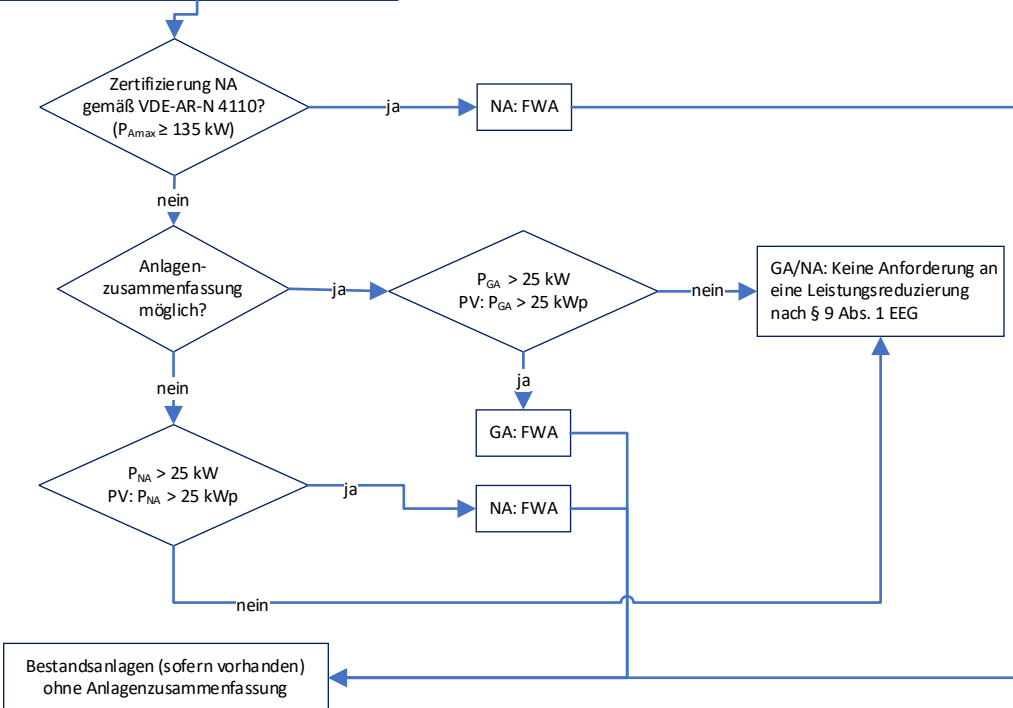 Zertifizierung NA
gemäß VDE-AR-N 4110?
(PAmax ≥ 135 kW)
ja
NA: FWA
nein
Anlagen-
zusammenfassung
möglich?
ja
PGA > 25 kW
PV: PGA > 25 kWp
nein
GA/NA: Keine Anforderung an
eine Leistungsreduzierung
nach § 9 Abs. 1 EEG
nein
ja
GA: FWA
PNA > 25 kW
PV: PNA > 25 kWp
ja
NA: FWA
nein
Bestandsanlagen (sofern vorhanden)
ohne Anlagenzusammenfassung